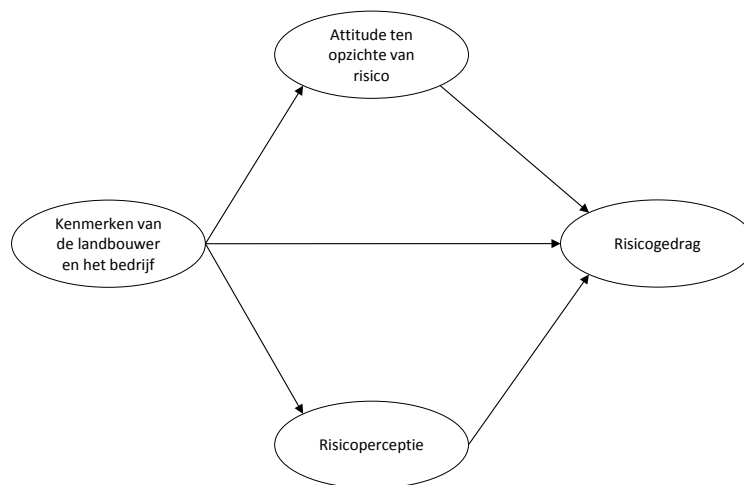 Attitude ten
opzichte van
risico
Kenmerken van
de landbouwer
en het bedrijf
Risicogedrag
Risicoperceptie